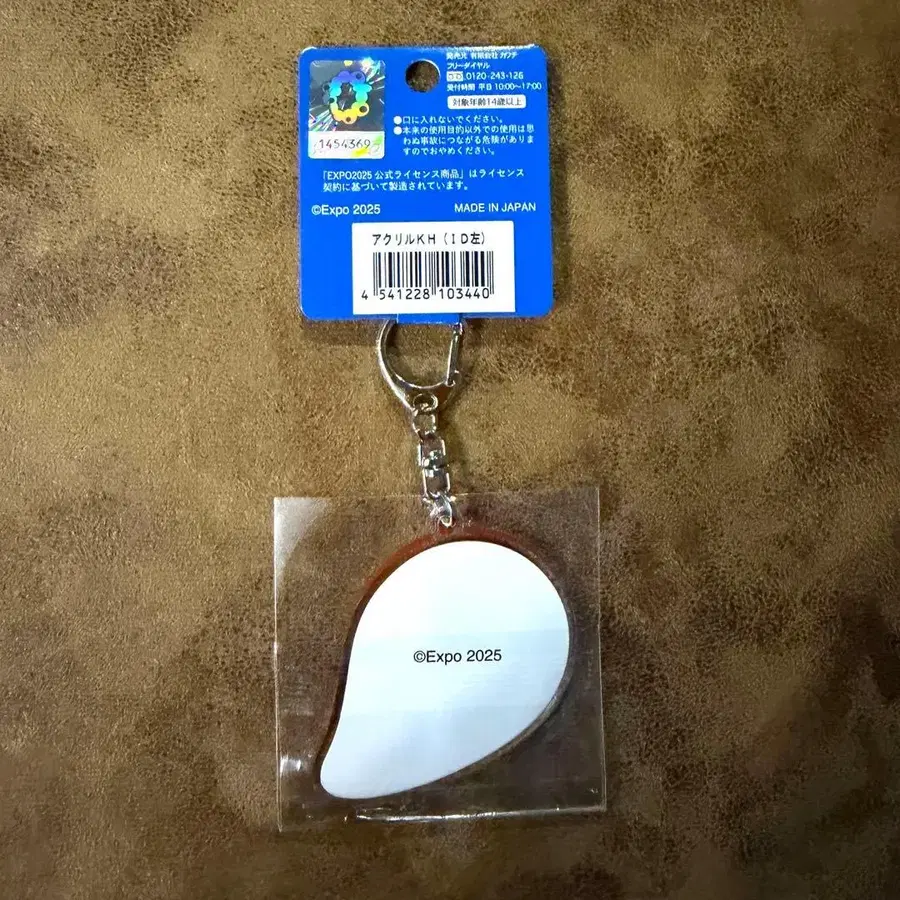 発売元 有限会社 カワチ
フリーダイヤル
0120-243-126
受付時間 平日 10:00~17:00
対象年齢14歳以上
●口に入れないでください。
●本来の使用目的以外での使用は思
わぬ事故につながる危険がありま
すのでおやめください。
1454369
「EXPO2025 公式ライセンス商品」はライセンス
契約に基づいて製造されています。
©Expo 2025
MADE IN JAPAN
アクリルKH(ID左)
4 541228 103440
©Expo 2025